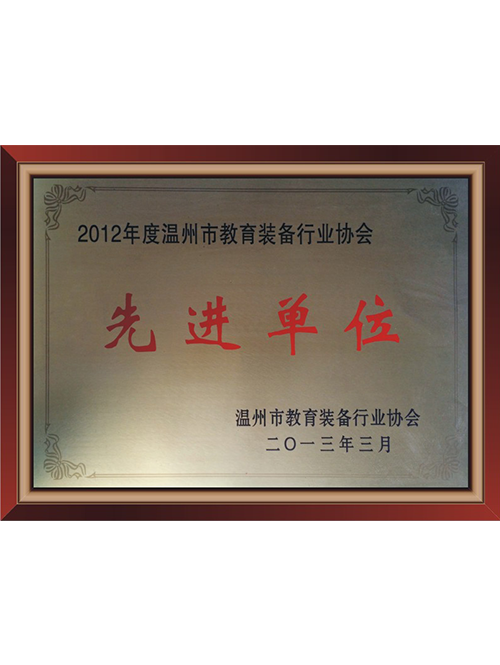 2012年度温州市教育装备行业协会
先进单位
温州市教育装备行业协会
二〇一三年三月